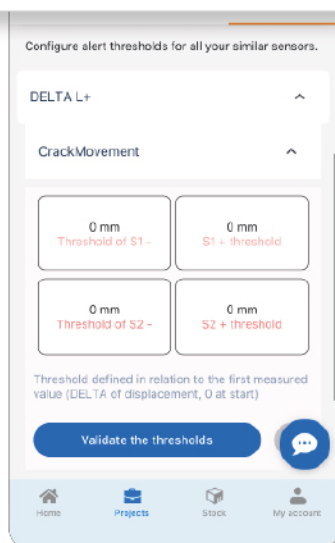 Configure alert thresholds for all your similar sensors.
DELTA L+
CrackMovement
0 mm
Threshold of S1 -
0 mm
S1 + threshold
0 mm
Threshold of S2 -
0 mm
S2 + threshold
Threshold defined in relation to the first measured
value (DELTA of displacement, 0 at start)
Validate the thresholds
Home
Projects
Stock
My account